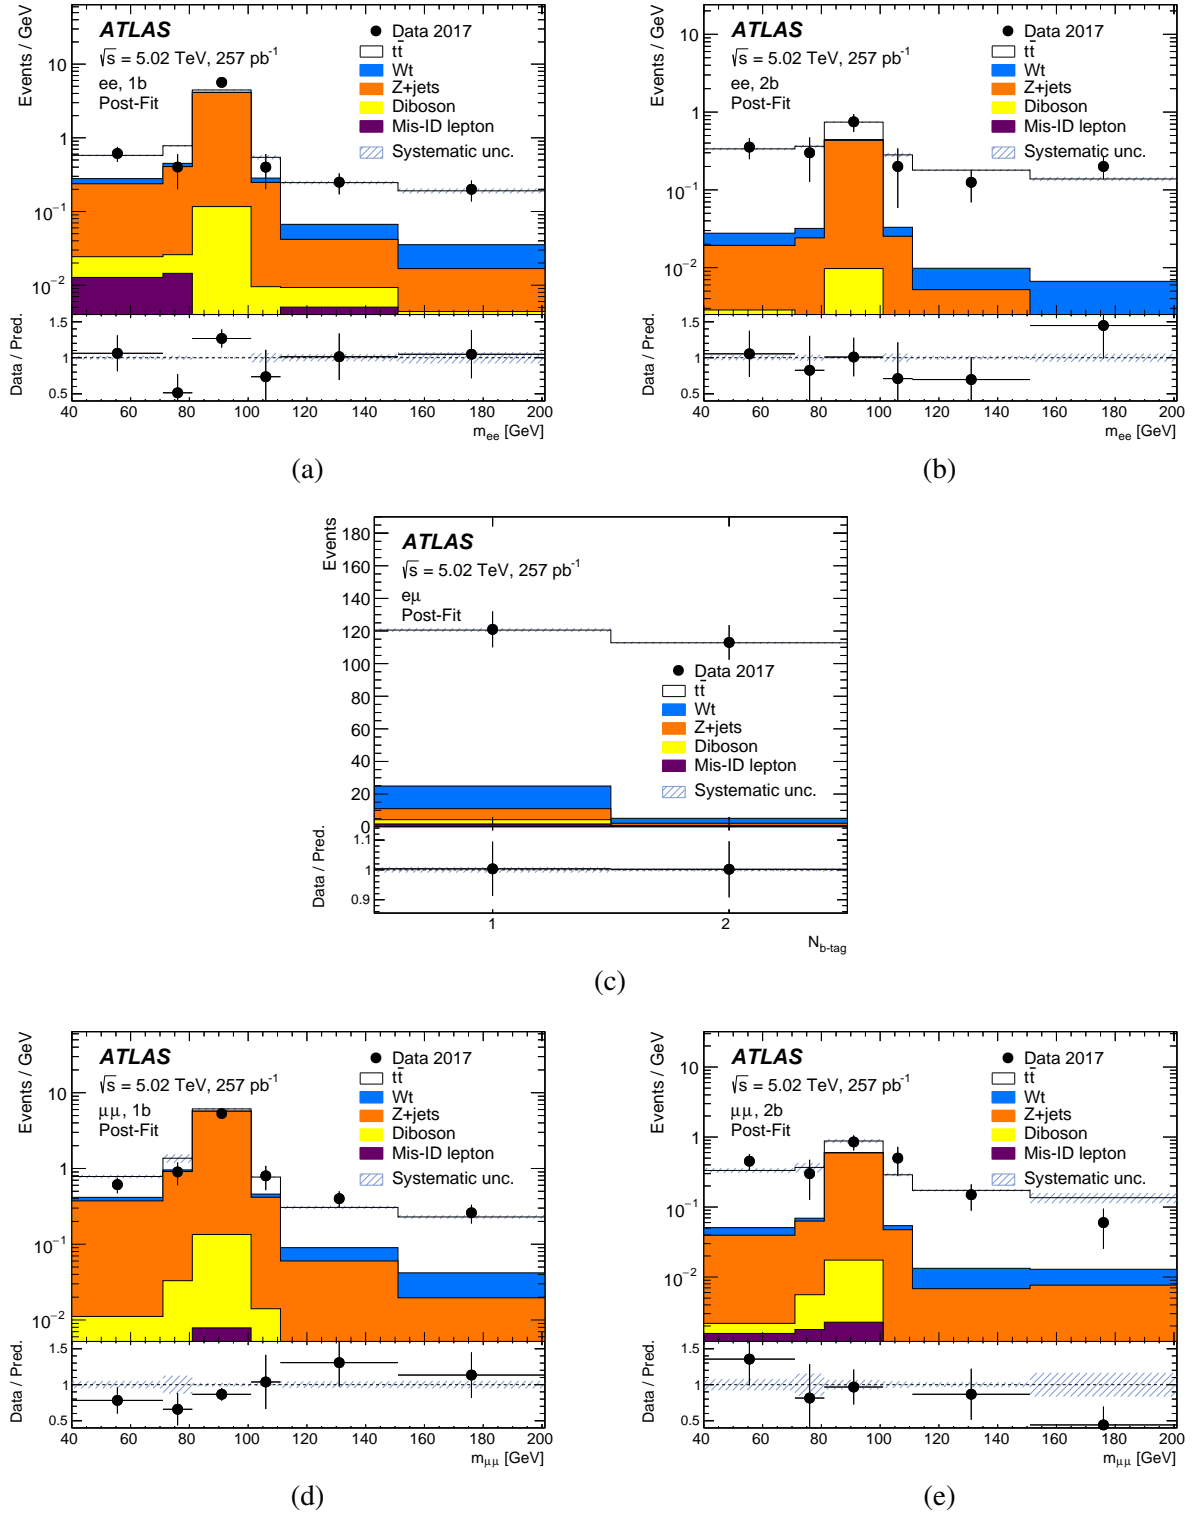 Events / GeV
10
1
10⁻¹
10⁻²
ATLAS
√s = 5.02 TeV, 257 pb⁻¹
ee, 1b
Post-Fit
Data 2017
tt̄
Wt
Z+jets
Diboson
Mis-ID lepton
Systematic unc.
Data / Pred.
1.5
1
0.5
40 60 80 100 120 140 160 180 200
m_ee [GeV]
(a)
Events / GeV
10
1
10⁻¹
10⁻²
ATLAS
√s = 5.02 TeV, 257 pb⁻¹
ee, 2b
Post-Fit
Data 2017
tt̄
Wt
Z+jets
Diboson
Mis-ID lepton
Systematic unc.
Data / Pred.
1.5
1
0.5
40 60 80 100 120 140 160 180 200
m_ee [GeV]
(b)
Events
180
160
140
120
100
80
60
40
20
0
ATLAS
√s = 5.02 TeV, 257 pb⁻¹
eμ
Post-Fit
Data 2017
tt̄
Wt
Z+jets
Diboson
Mis-ID lepton
Systematic unc.
Data / Pred.
1.1
1
0.9
1 2
N_b-tag
(c)
Events / GeV
10
1
10⁻¹
10⁻²
ATLAS
√s = 5.02 TeV, 257 pb⁻¹
μμ, 1b
Post-Fit
Data 2017
tt̄
Wt
Z+jets
Diboson
Mis-ID lepton
Systematic unc.
Data / Pred.
1.5
1
0.5
40 60 80 100 120 140 160 180 200
m_μμ [GeV]
(d)
Events / GeV
10
1
10⁻¹
10⁻²
ATLAS
√s = 5.02 TeV, 257 pb⁻¹
μμ, 2b
Post-Fit
Data 2017
tt̄
Wt
Z+jets
Diboson
Mis-ID lepton
Systematic unc.
Data / Pred.
1.5
1
0.5
40 60 80 100 120 140 160 180 200
m_μμ [GeV]
(e)